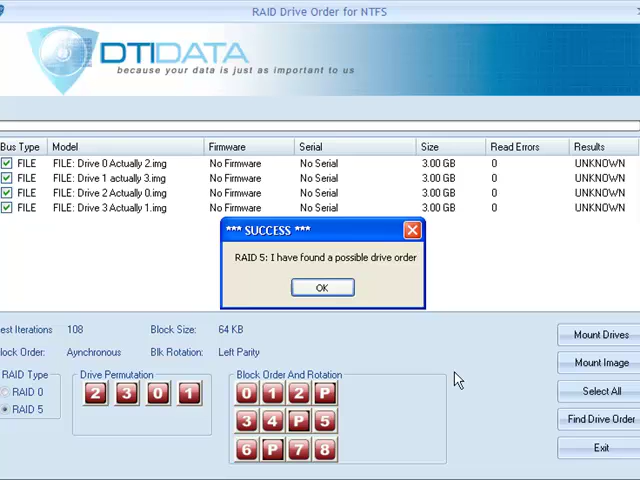 RAID Drive Order for NTFS
DTIDATA
because your data is just as important to us
Bus Type Model Firmware Serial Size Read Errors Results
FILE FILE: Drive 0 Actually 2.img No Firmware No Serial 3.00 GB 0 UNKNOWN
FILE FILE: Drive 1 actually 3.img No Firmware No Serial 3.00 GB 0 UNKNOWN
FILE FILE: Drive 2 Actually 0.img No Firmware No Serial 3.00 GB 0 UNKNOWN
FILE FILE: Drive 3 Actually 1.img No Firmware No Serial 3.00 GB 0 UNKNOWN
*** SUCCESS ***
RAID 5: I have found a possible drive order
OK
est Iterations 108 Block Size: 64 KB
lock Order: Aynchronous Blk Rotation: Left Parity
RAID Type
RAID 0
RAID 5
Drive Permutation
2 3 0 1
Block Order And Rotation
0 1 2 P
3 4 P 5
6 P 7 8
Mount Drives
Mount Image
Select All
Find Drive Order
Exit